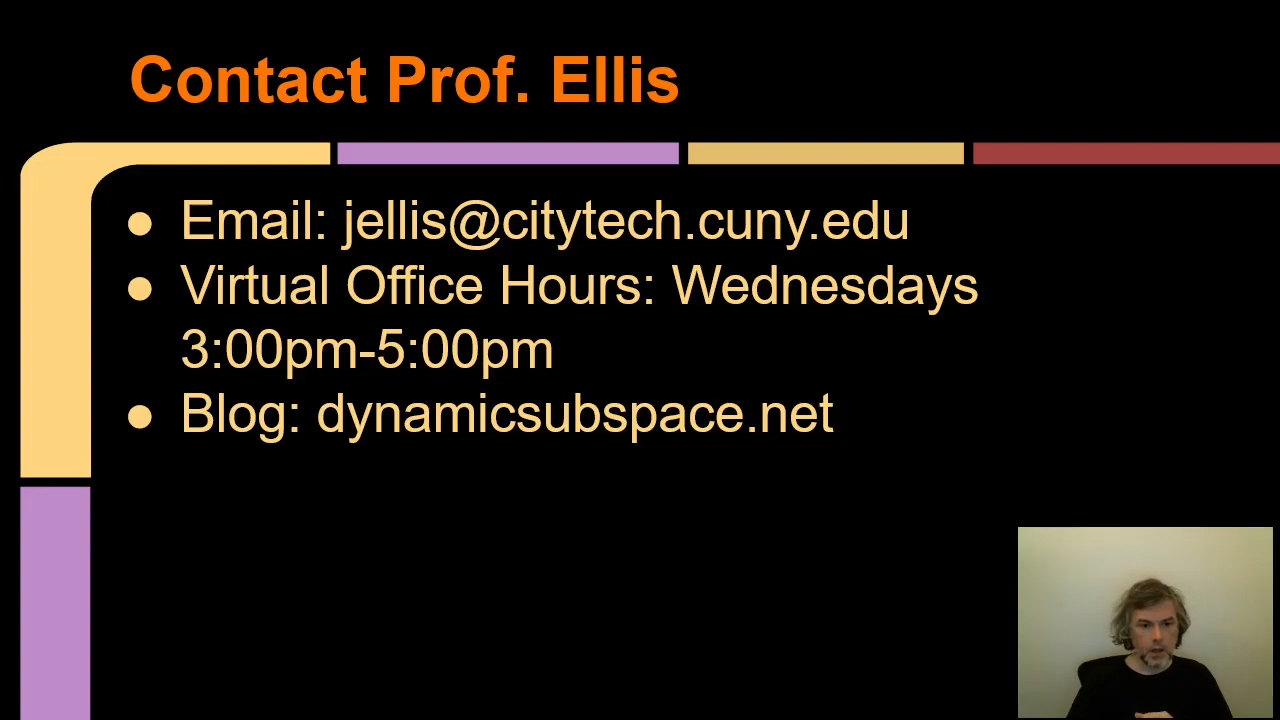 Contact Prof. Ellis
● Email: jellis@citytech.cuny.edu
● Virtual Office Hours: Wednesdays
3:00pm-5:00pm
● Blog: dynamicsubspace.net